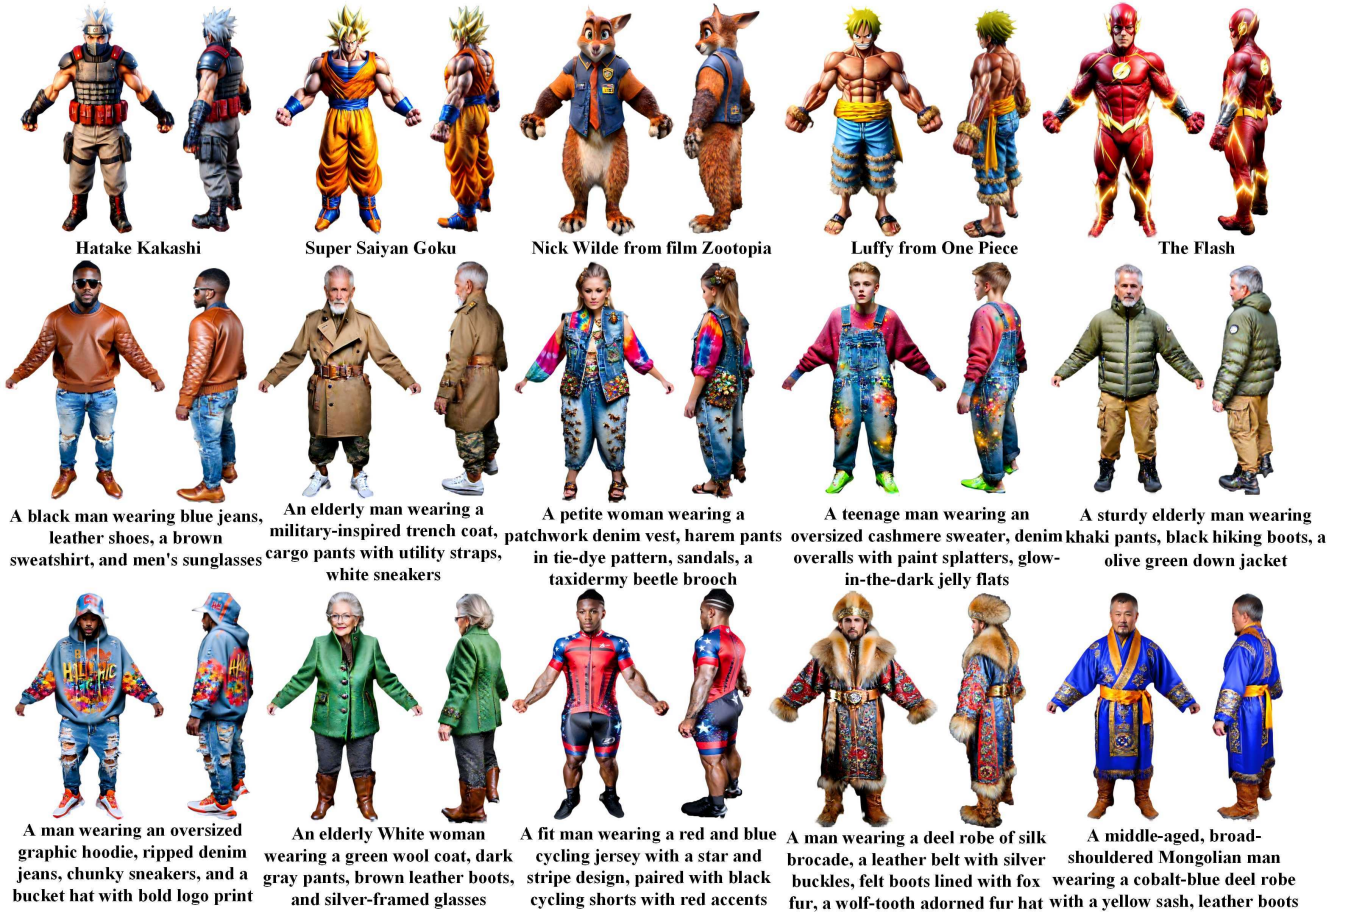 Hatake Kakashi
Super Saiyan Goku
Nick Wilde from film Zootopia
Luffy from One Piece
The Flash
A black man wearing blue jeans,
leather shoes, a brown
sweatshirt, and men's sunglasses
An elderly man wearing a
military-inspired trench coat,
cargo pants with utility straps,
white sneakers
A petite woman wearing a
patchwork denim vest, harem pants
in tie-dye pattern, sandals, a
taxidermy beetle brooch
A teenage man wearing an
oversized cashmere sweater, denim
overalls with paint splatters, glow-
in-the-dark jelly flats
A sturdy elderly man wearing
khaki pants, black hiking boots, a
olive green down jacket
A man wearing an oversized
graphic hoodie, ripped denim
jeans, chunky sneakers, and a
bucket hat with bold logo print
An elderly White woman
wearing a green wool coat, dark
gray pants, brown leather boots,
and silver-framed glasses
A fit man wearing a red and blue
cycling jersey with a star and
stripe design, paired with black
cycling shorts with red accents
A man wearing a deel robe of silk
brocade, a leather belt with silver
buckles, felt boots lined with fox
fur, a wolf-tooth adorned fur hat
A middle-aged, broad-
shouldered Mongolian man
wearing a cobalt-blue deel robe
with a yellow sash, leather boots